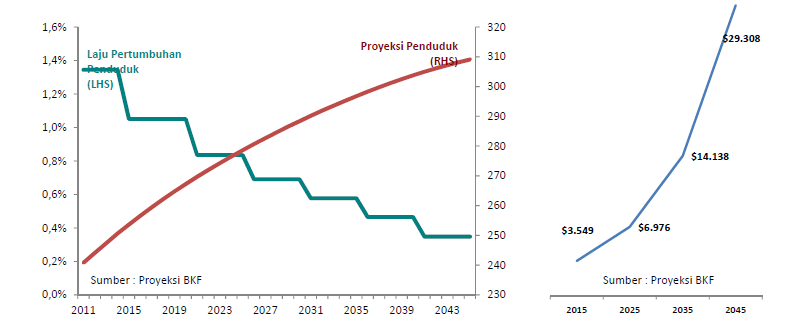 1,6%
1,4%
1,2%
1,0%
0,8%
0,6%
0,4%
0,2%
0,0%
Laju Pertumbuhan
Penduduk
(LHS)
Proyeksi Penduduk
(RHS)
320
310
300
290
280
270
260
250
240
230
Sumber : Proyeksi BKF
2011 2015 2019 2023 2027 2031 2035 2039 2043
$29.308
$14.138
$3.549
$6.976
Sumber : Proyeksi BKF
2015 2025 2035 2045